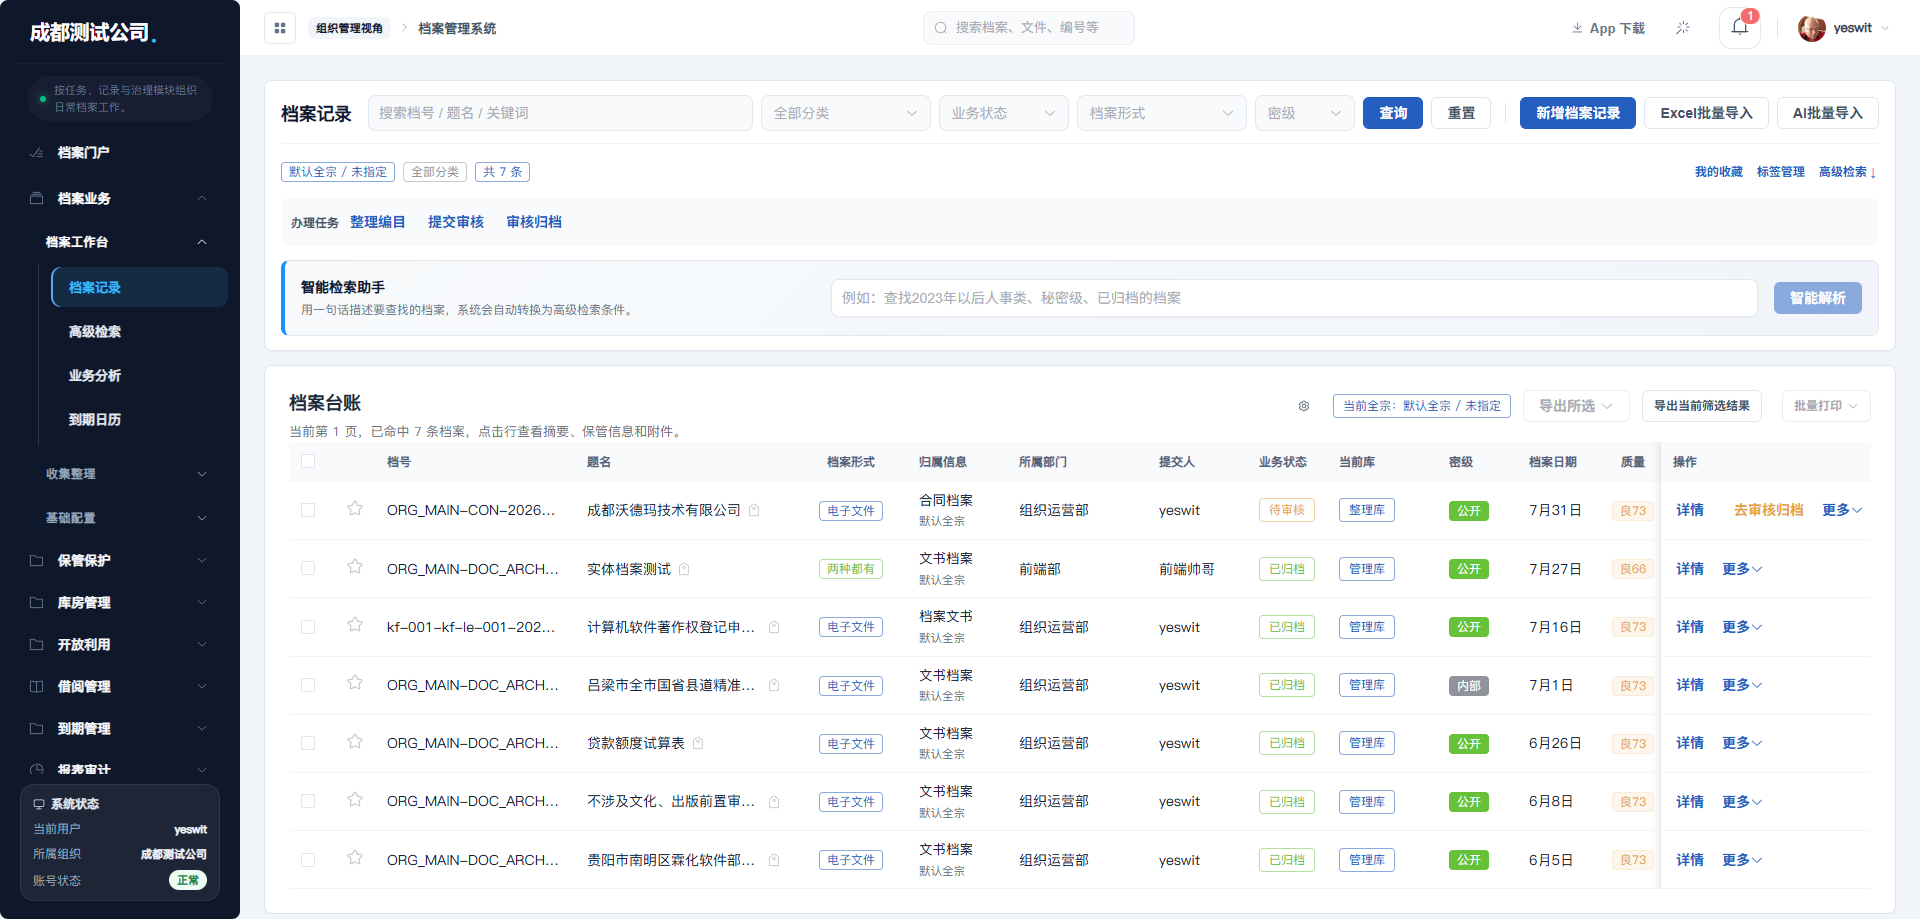 成都测试公司.
按任务、记录与治理模块组织
日常档案工作。
档案门户
档案业务
档案工作台
档案记录
高级检索
业务分析
到期日历
收集整理
基础配置
保管保护
库房管理
开放利用
借阅管理
到期管理
报表审计
系统状态
当前用户 yeswit
所属组织 成都测试公司
账号状态 正常
组织管理视角 > 档案管理系统
搜索档案、文件、编号等
App 下载
1
yeswit
档案记录 搜索档号 / 题名 / 关键词 全部分类 业务状态 档案形式 密级 查询 重置 新增档案记录 Excel批量导入 AI批量导入
默认全宗 / 未指定 全部分类 共 7 条 我的收藏 标签管理 高级检索 ↓
办理任务 整理编目 提交审核 审核归档
智能检索助手
用一句话描述要查找的档案，系统会自动转换为高级检索条件。
例如：查找2023年以后人事类、秘密级、已归档的档案
智能解析
档案台账
当前第 1 页，已命中 7 条档案，点击行查看摘要、保管信息和附件。
当前全宗：默认全宗 / 未指定 导出所选 导出当前筛选结果 批量打印
档号 题名 档案形式 归属信息 所属部门 提交人 业务状态 当前库 密级 档案日期 质量 操作
ORG_MAIN-CON-2026... 成都沃德玛技术有限公司 电子文件 合同档案 默认全宗 组织运营部 yeswit 待审核 整理库 公开 7月31日 良73 详情 去审核归档 更多
ORG_MAIN-DOC_ARCH... 实体档案测试 两种都有 文书档案 默认全宗 前端部 前端帅哥 已归档 管理库 公开 7月27日 良66 详情 更多
kf-001-kf-le-001-202... 计算机软件著作权登记申... 电子文件 档案文书 默认全宗 组织运营部 yeswit 已归档 管理库 公开 7月16日 良73 详情 更多
ORG_MAIN-DOC_ARCH... 吕梁市全市国省县道精准... 电子文件 文书档案 默认全宗 组织运营部 yeswit 已归档 管理库 内部 7月1日 良73 详情 更多
ORG_MAIN-DOC_ARCH... 贷款额度试算表 电子文件 文书档案 默认全宗 组织运营部 yeswit 已归档 管理库 公开 6月26日 良73 详情 更多
ORG_MAIN-DOC_ARCH... 不涉及文化、出版前置审... 电子文件 文书档案 默认全宗 组织运营部 yeswit 已归档 管理库 公开 6月8日 良73 详情 更多
ORG_MAIN-DOC_ARCH... 贵阳市南明区霖化软件部... 电子文件 文书档案 默认全宗 组织运营部 yeswit 已归档 管理库 公开 6月5日 良73 详情 更多